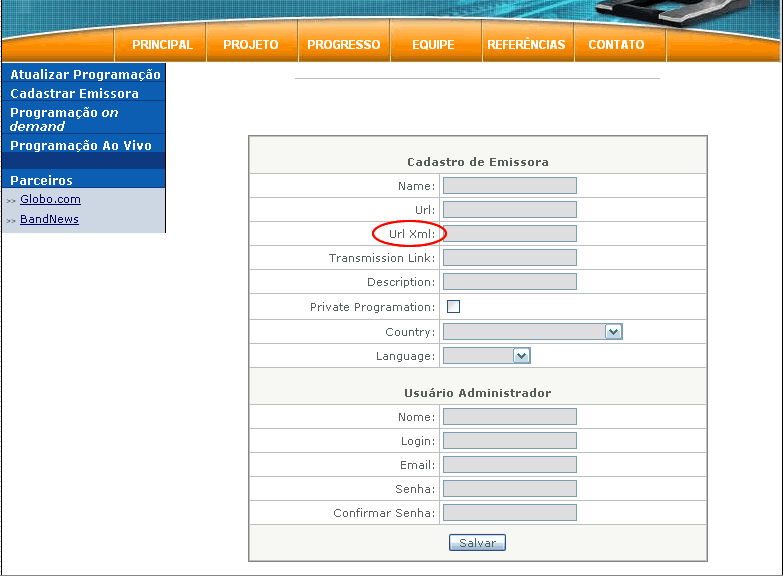 PRINCIPAL PROJETO PROGRESSO EQUIPE REFERÊNCIAS CONTATO
Atualizar Programação
Cadastrar Emissora
Programação on
demand
Programação Ao Vivo
Parceiros
>> Globo.com
>> BandNews
Cadastro de Emissora
Name:
Url:
Url Xml:
Transmission Link:
Description:
Private Programation:
Country:
Language:
Usuário Administrador
Nome:
Login:
Email:
Senha:
Confirmar Senha:
Salvar